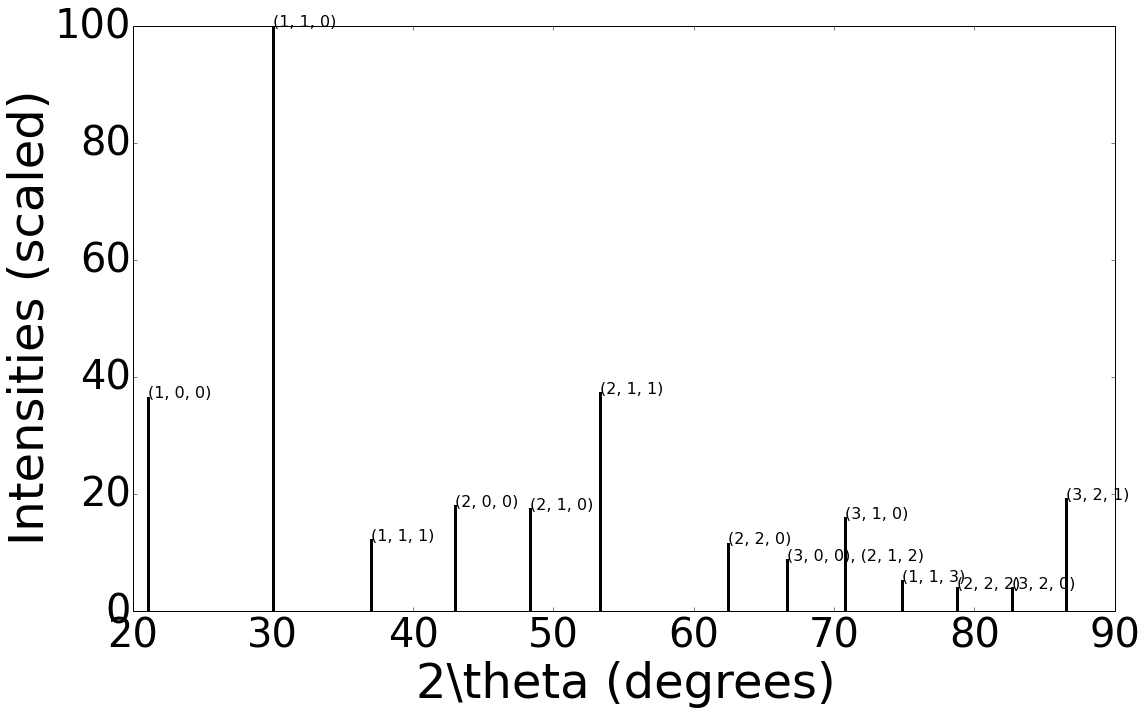 Intensities (scaled)
100
80
60
40
20
0
(1, 0, 0)
(1, 1, 0)
(1, 1, 1)
(2, 0, 0)
(2, 1, 0)
(2, 1, 1)
(2, 2, 0)
(3, 0, 0), (2, 1, 2)
(3, 1, 0)
(1, 1, 3)
(2, 2, 2)
(3, 2, 0)
(3, 2, 1)
20 30 40 50 60 70 80 90
2\theta (degrees)